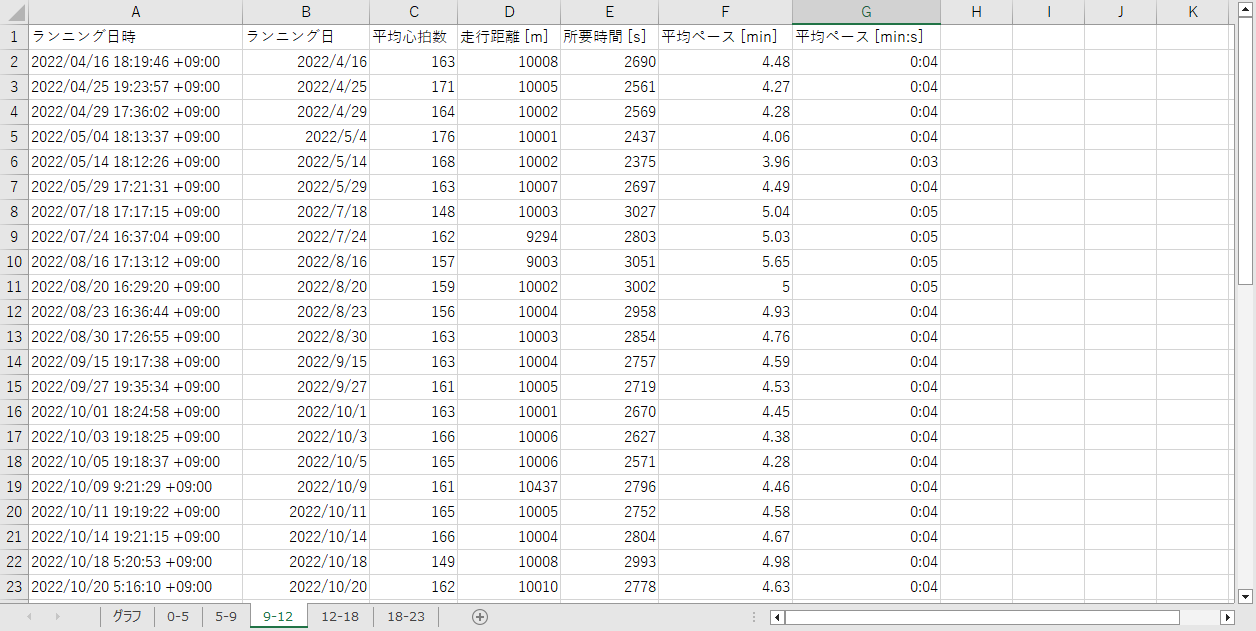 A B C D E F G H I J K
1 ランニング日時 ランニング日 平均心拍数 走行距離 [m] 所要時間 [s] 平均ペース [min] 平均ペース [min:s]
2 2022/04/16 18:19:46 +09:00 2022/4/16 163 10008 2690 4.48 0:04
3 2022/04/25 19:23:57 +09:00 2022/4/25 171 10005 2561 4.27 0:04
4 2022/04/29 17:36:02 +09:00 2022/4/29 164 10002 2569 4.28 0:04
5 2022/05/04 18:13:37 +09:00 2022/5/4 176 10001 2437 4.06 0:04
6 2022/05/14 18:12:26 +09:00 2022/5/14 168 10002 2375 3.96 0:03
7 2022/05/29 17:21:31 +09:00 2022/5/29 163 10007 2697 4.49 0:04
8 2022/07/18 17:17:15 +09:00 2022/7/18 148 10003 3027 5.04 0:05
9 2022/07/24 16:37:04 +09:00 2022/7/24 162 9294 2803 5.03 0:05
10 2022/08/16 17:13:12 +09:00 2022/8/16 157 9003 3051 5.65 0:05
11 2022/08/20 16:29:20 +09:00 2022/8/20 159 10002 3002 5 0:05
12 2022/08/23 16:36:44 +09:00 2022/8/23 156 10004 2958 4.93 0:04
13 2022/08/30 17:26:55 +09:00 2022/8/30 163 10003 2854 4.76 0:04
14 2022/09/15 19:17:38 +09:00 2022/9/15 163 10004 2757 4.59 0:04
15 2022/09/27 19:35:34 +09:00 2022/9/27 161 10005 2719 4.53 0:04
16 2022/10/01 18:24:58 +09:00 2022/10/1 163 10001 2670 4.45 0:04
17 2022/10/03 19:18:25 +09:00 2022/10/3 166 10006 2627 4.38 0:04
18 2022/10/05 19:18:37 +09:00 2022/10/5 165 10006 2571 4.28 0:04
19 2022/10/09 9:21:29 +09:00 2022/10/9 161 10437 2796 4.46 0:04
20 2022/10/11 19:19:22 +09:00 2022/10/11 165 10005 2752 4.58 0:04
21 2022/10/14 19:21:15 +09:00 2022/10/14 166 10004 2804 4.67 0:04
22 2022/10/18 5:20:53 +09:00 2022/10/18 149 10008 2993 4.98 0:04
23 2022/10/20 5:16:10 +09:00 2022/10/20 162 10010 2778 4.63 0:04
グラフ 0-5 5-9 9-12 12-18 18-23